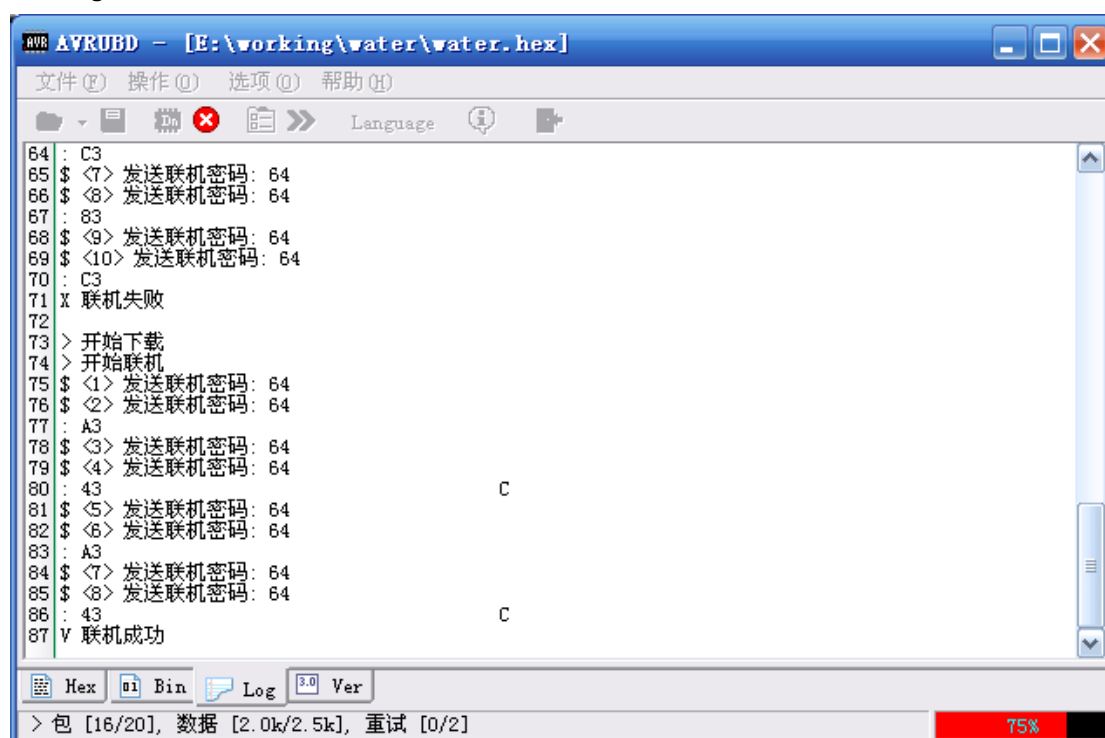 AVRUBD - [E:\working\water\water.hex]
文件(F) 操作(O) 选项(O) 帮助(H)
Language
64 : C3
65 $ <7> 发送联机密码: 64
66 $ <8> 发送联机密码: 64
67 : 83
68 $ <9> 发送联机密码: 64
69 $ <10> 发送联机密码: 64
70 : C3
71 X 联机失败
72
73 > 开始下载
74 > 开始联机
75 $ <1> 发送联机密码: 64
76 $ <2> 发送联机密码: 64
77 : A3
78 $ <3> 发送联机密码: 64
79 $ <4> 发送联机密码: 64
80 : 43 C
81 $ <5> 发送联机密码: 64
82 $ <6> 发送联机密码: 64
83 : A3
84 $ <7> 发送联机密码: 64
85 $ <8> 发送联机密码: 64
86 : 43 C
87 V 联机成功
Hex Bin Log Ver
> 包 [16/20], 数据 [2.0k/2.5k], 重试 [0/2] 75%